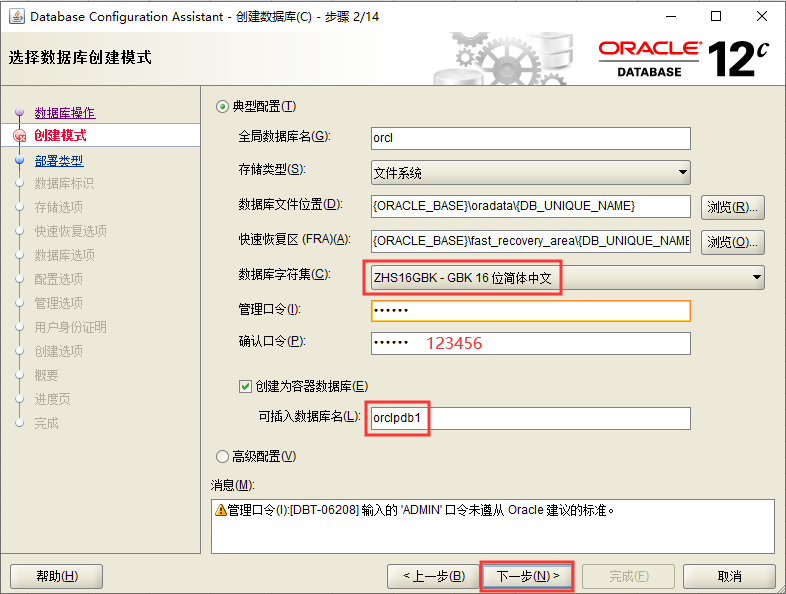 Database Configuration Assistant - 创建数据库(C) - 步骤 2/14
选择数据库创建模式
ORACLE®
DATABASE
12c
数据库操作
创建模式
部署类型
数据库标识
存储选项
快速恢复选项
数据库选项
配置选项
管理选项
用户身份证明
创建选项
概要
进度页
完成
典型配置(T)
全局数据库名(G): orcl
存储类型(S): 文件系统
数据库文件位置(D): {ORACLE_BASE}\oradata\{DB_UNIQUE_NAME} 浏览(R)...
快速恢复区 (FRA)(A): {ORACLE_BASE}\fast_recovery_area\{DB_UNIQUE_NAME 浏览(O)...
数据库字符集(C): ZHS16GBK - GBK 16 位简体中文
管理口令(I): ••••••
确认口令(P): •••••• 123456
创建为容器数据库(E)
可插入数据库名(L): orclpdb1
高级配置(V)
消息(M):
管理口令(I):[DBT-06208] 输入的 'ADMIN' 口令未遵从 Oracle 建议的标准。
帮助(H) < 上一步(B) 下一步(N) > 完成(F) 取消